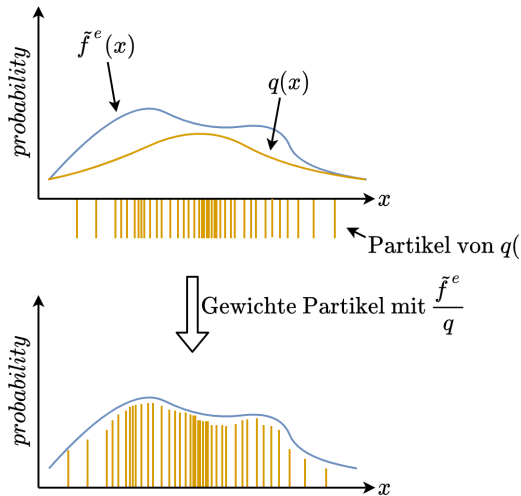 probability
f̃ᵉ(x)
q(x)
x
Partikel von q(
Gewichte Partikel mit f̃ᵉ/q
probability
x